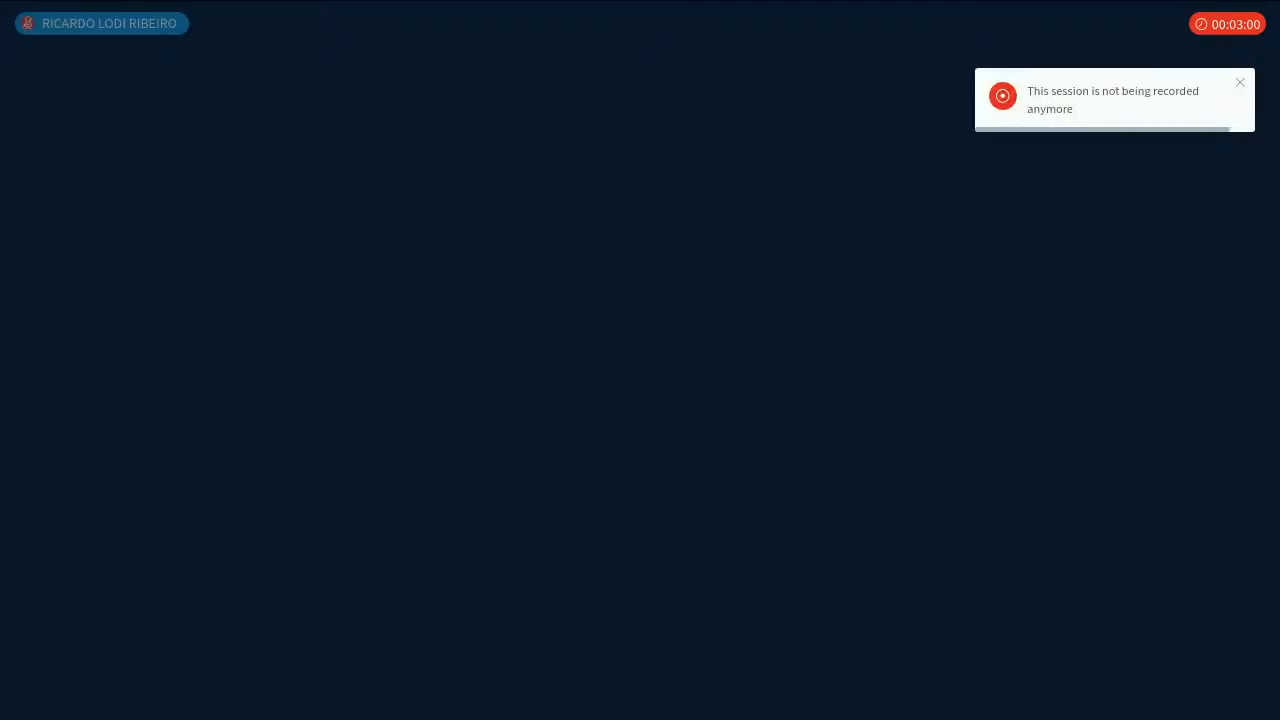 RICARDO LODI RIBEIRO
00:03:00
This session is not being recorded
anymore